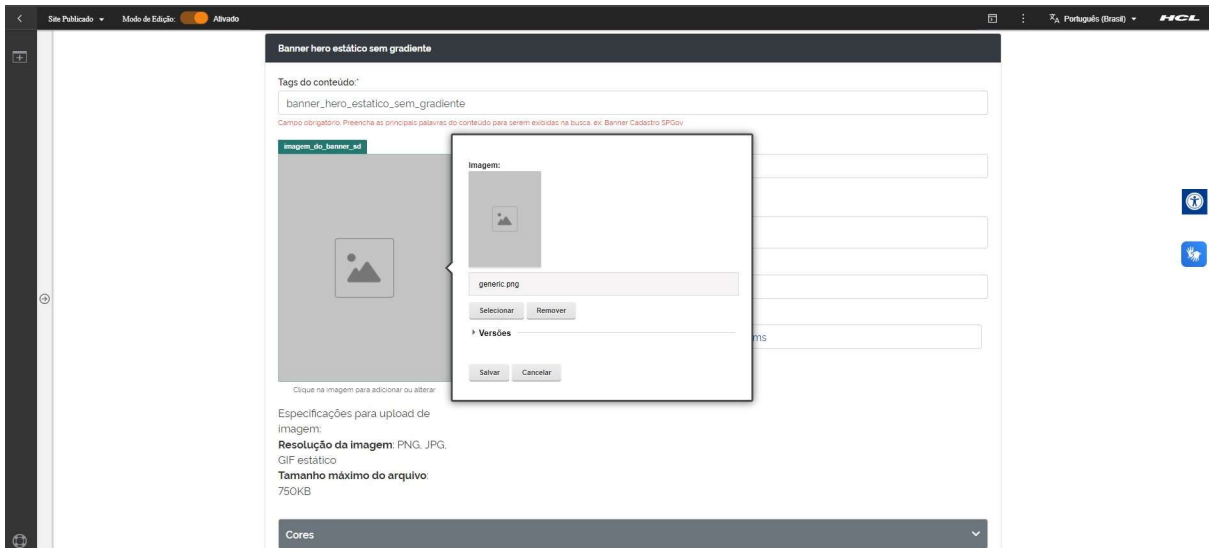 Site Publicado
Modo de Edição:
Ativado
Português (Brasil)
HCL
Banner hero estático sem gradiente
Tags do conteúdo:*
banner_hero_estatico_sem_gradiente
Campo obrigatório. Preencha as principais palavras do conteúdo para serem exibidas na busca. ex: Banner Cadastro SPGov
imagem_do_banner_sd
Imagem:
generic.png
Selecionar
Remover
Versões
ms
Salvar
Cancelar
Clique na imagem para adicionar ou alterar
Especificações para upload de
imagem:
Resolução da imagem: PNG, JPG,
GIF estático
Tamanho máximo do arquivo:
750KB
Cores